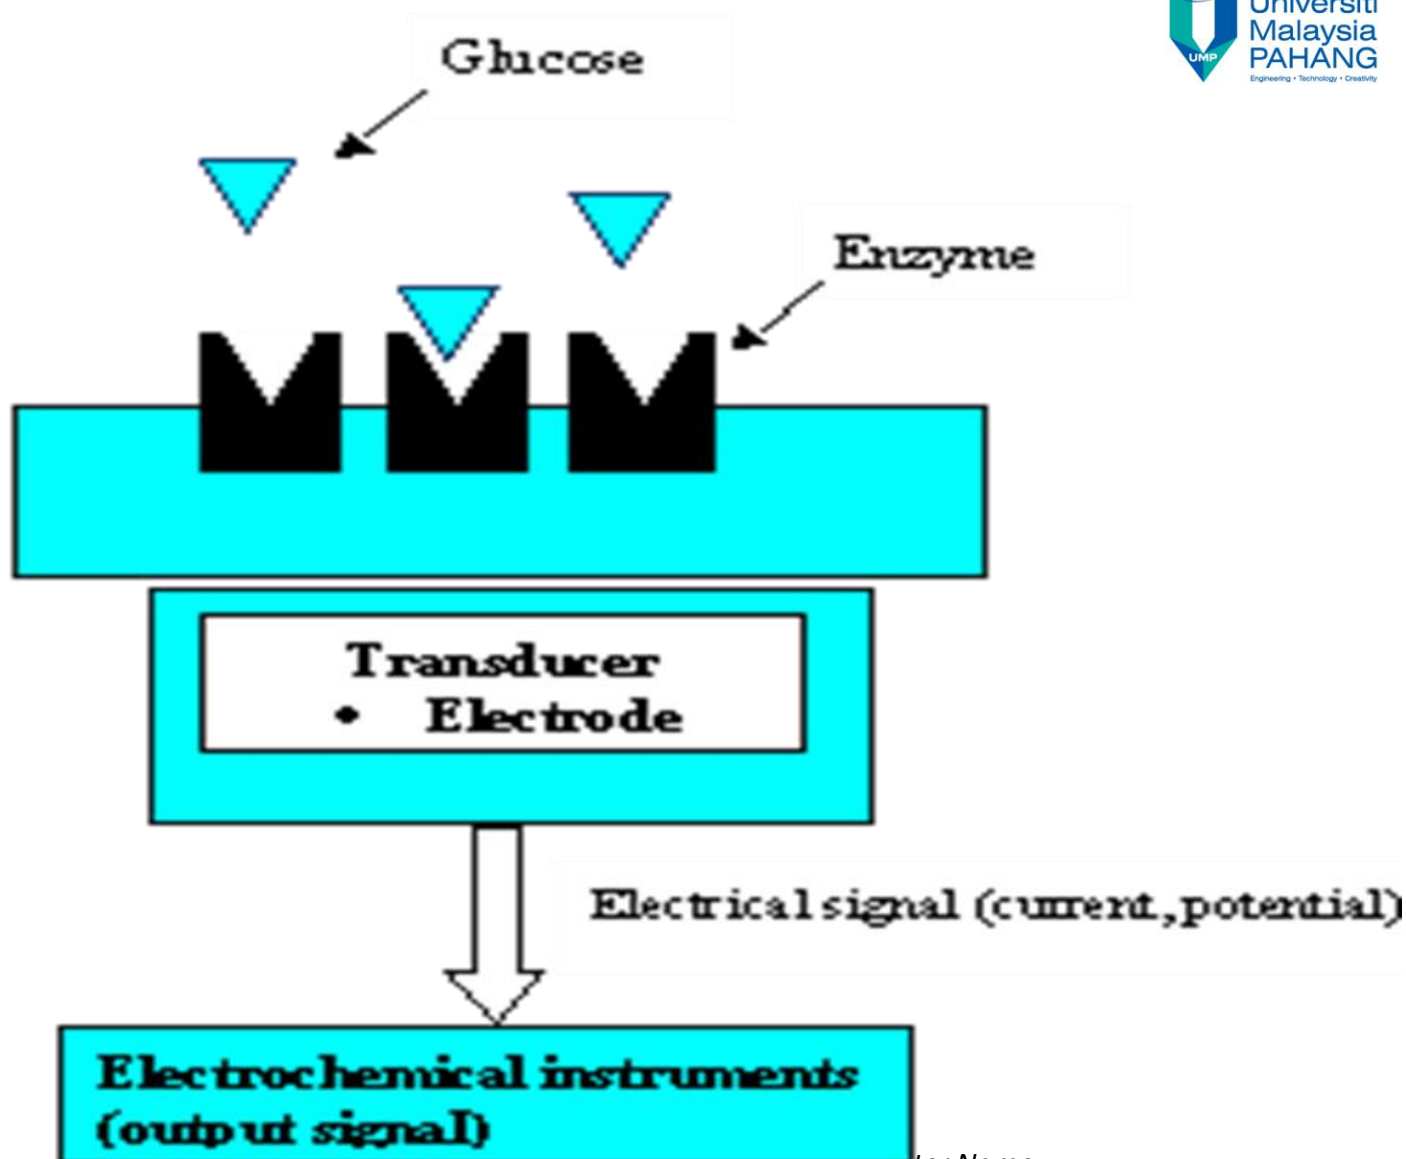 Universiti
Malaysia
PAHANG
Engineering • Technology • Creativity
UMP
Glucose
Enzyme
Transducer
• Electrode
Electrical signal (current, potential)
Electrochemical instruments
(output signal)
Name